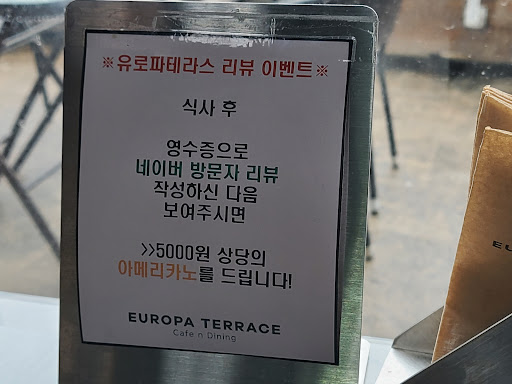 ※유로파테라스 리뷰 이벤트※
식사 후
영수증으로
네이버 방문자 리뷰
작성하신 다음
보여주시면
>>5000원 상당의
아메리카노를 드립니다!
EUROPA TERRACE
Cafe n Dining
EU